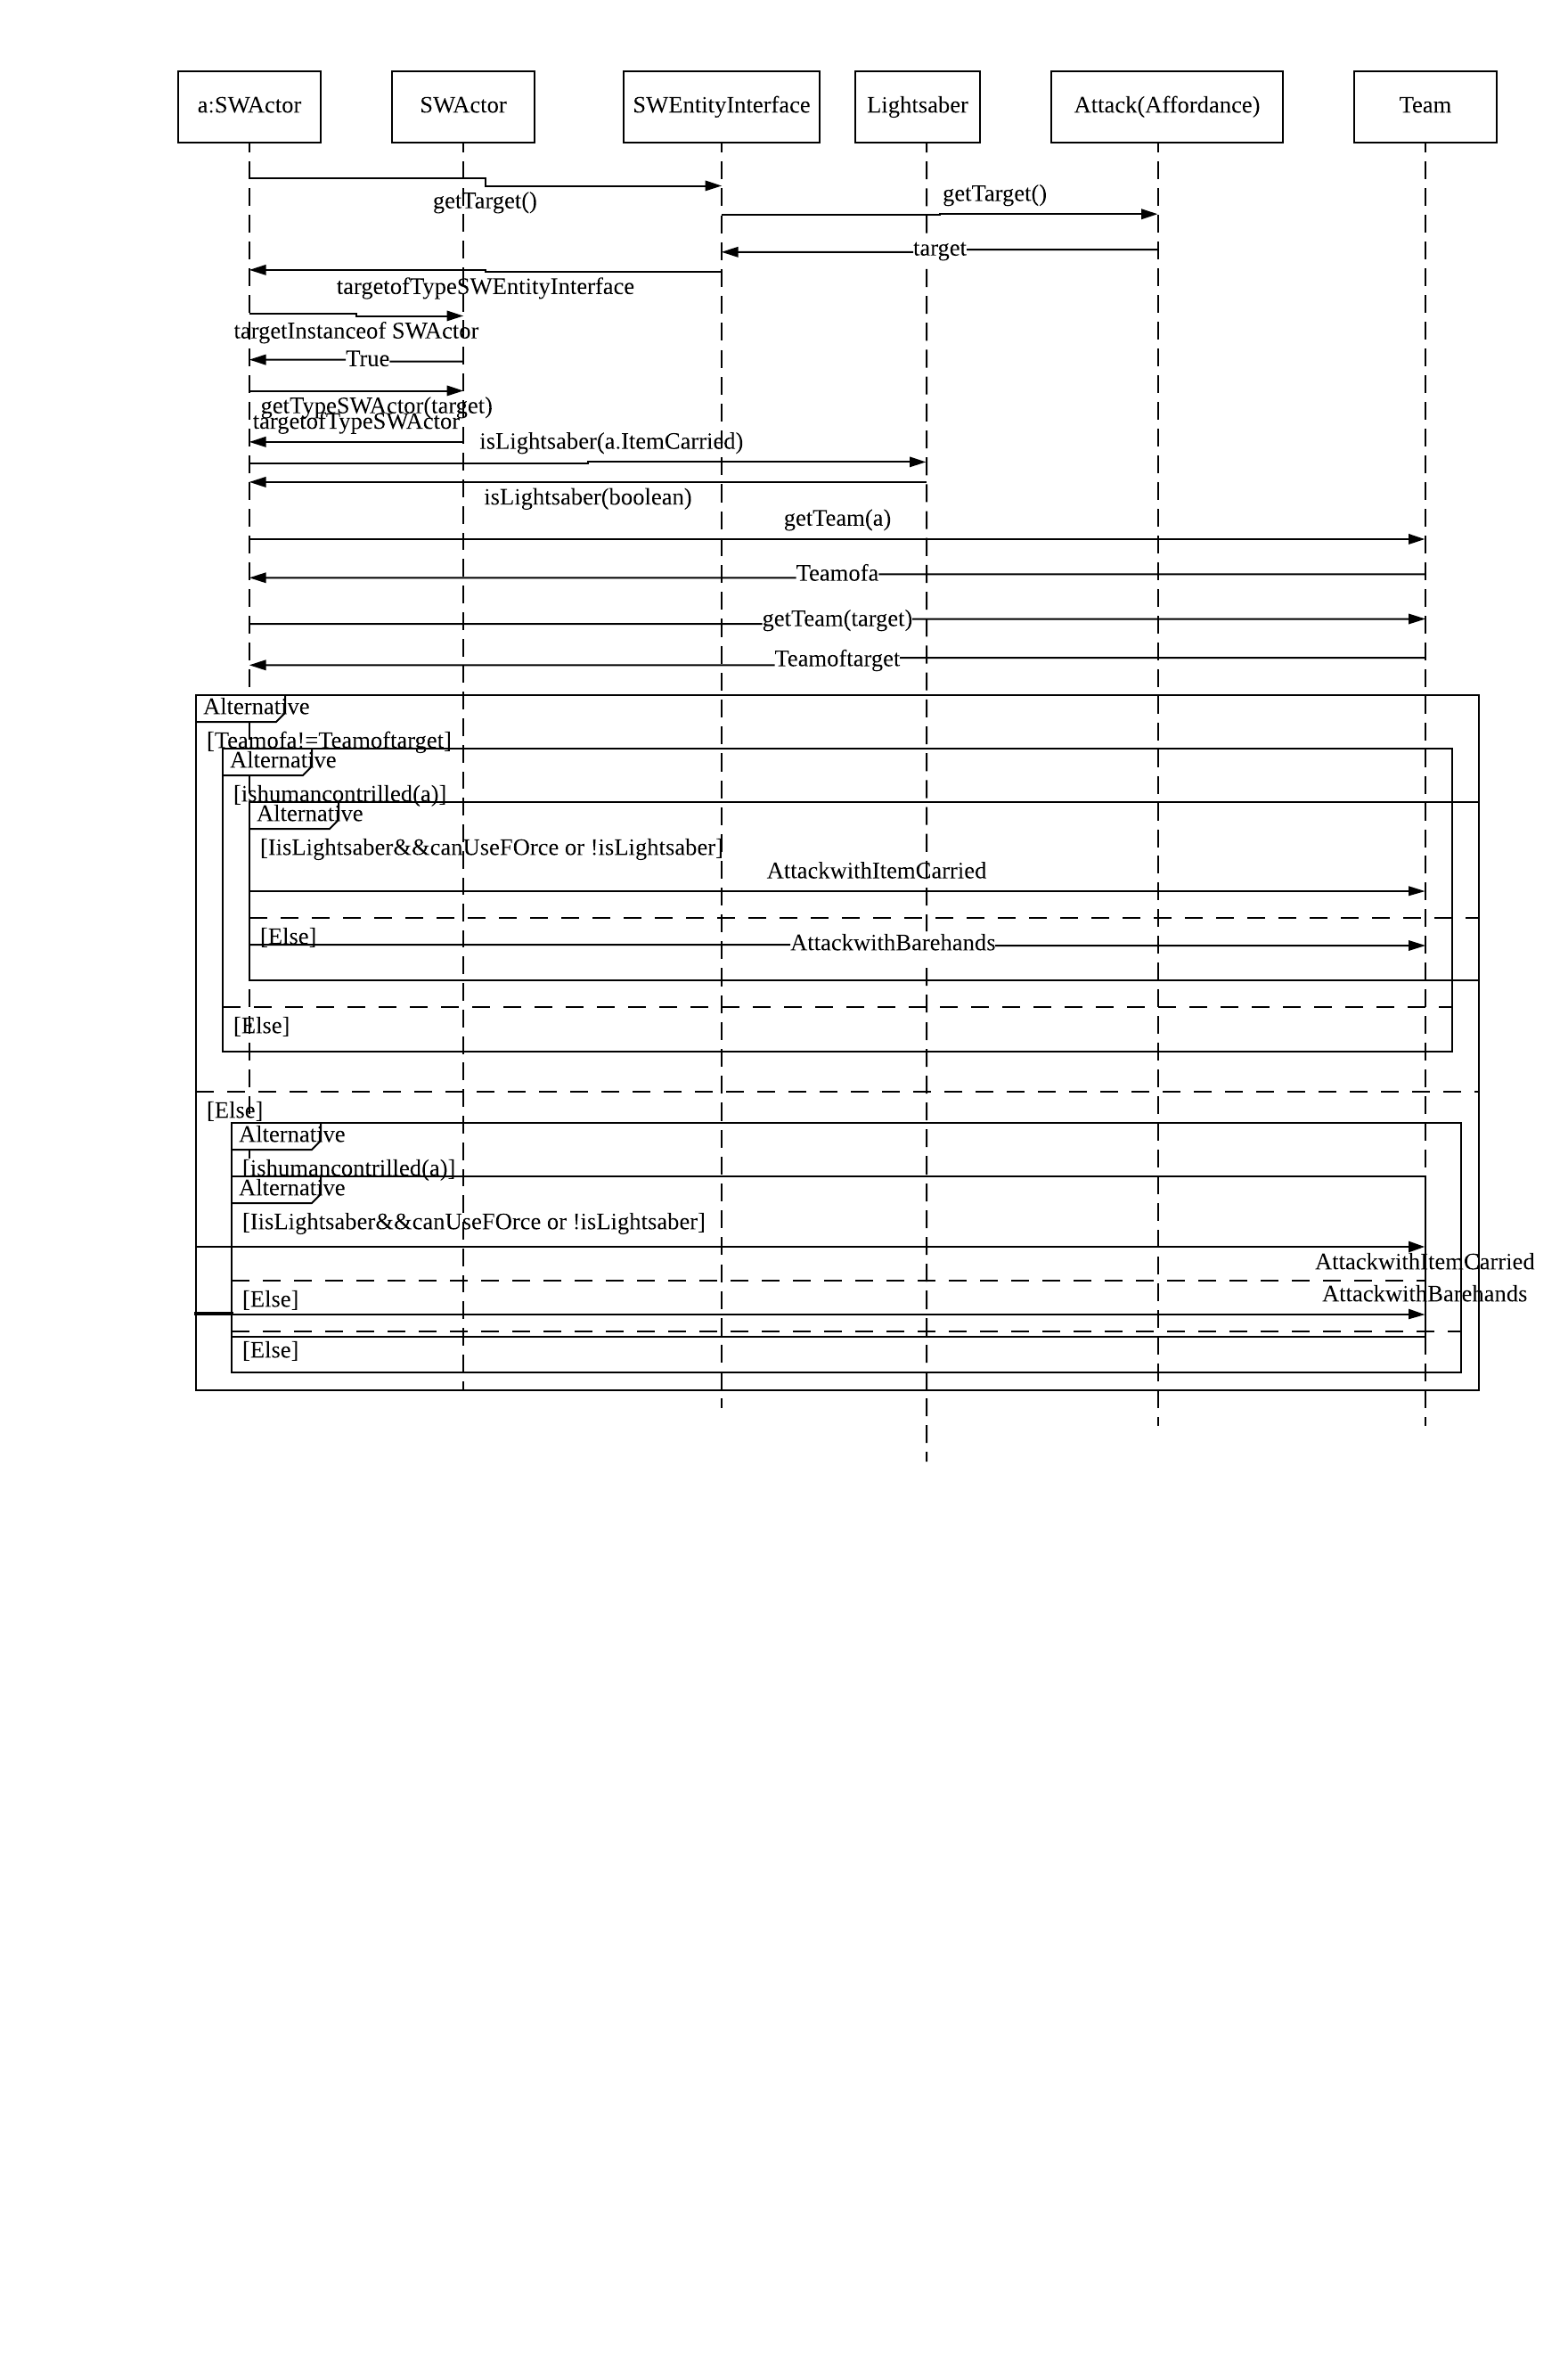 a:SWActor
SWActor
SWEntityInterface
Lightsaber
Attack(Affordance)
Team
getTarget()
getTarget()
target
targetofTypeSWEntityInterface
targetInstanceof SWActor
True
getTypeSWActor(target)
targetofTypeSWActor
isLightsaber(a.ItemCarried)
isLightsaber(boolean)
getTeam(a)
Teamofa
getTeam(target)
Teamoftarget
Alternative
[Teamofa!=Teamoftarget]
Alternative
[ishumancontrilled(a)]
Alternative
[IisLightsaber&&canUseFOrce or !isLightsaber]
AttackwithItemCarried
[Else]
AttackwithBarehands
[Else]
[Else]
Alternative
[ishumancontrilled(a)]
Alternative
[IisLightsaber&&canUseFOrce or !isLightsaber]
AttackwithItemCarried
[Else]
AttackwithBarehands
[Else]